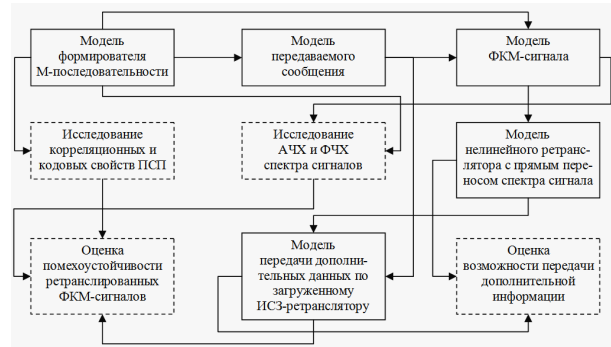 Модель
формирователя
М-последовательности
Модель
передаваемого
сообщения
Модель
ФКМ-сигнала
Исследование
корреляционных и
кодовых свойств ПСП
Исследование
АЧХ и ФЧХ
спектра сигналов
Модель
нелинейного ретранс-
лятора с прямым пере-
носом спектра сигнала
Оценка
помехоустойчивости
ретранслированных
ФКМ-сигналов
Модель
передачи дополни-
тельных данных по
загруженному
ИСЗ-ретранслятору
Оценка
возможности передачи
дополнительной
информации